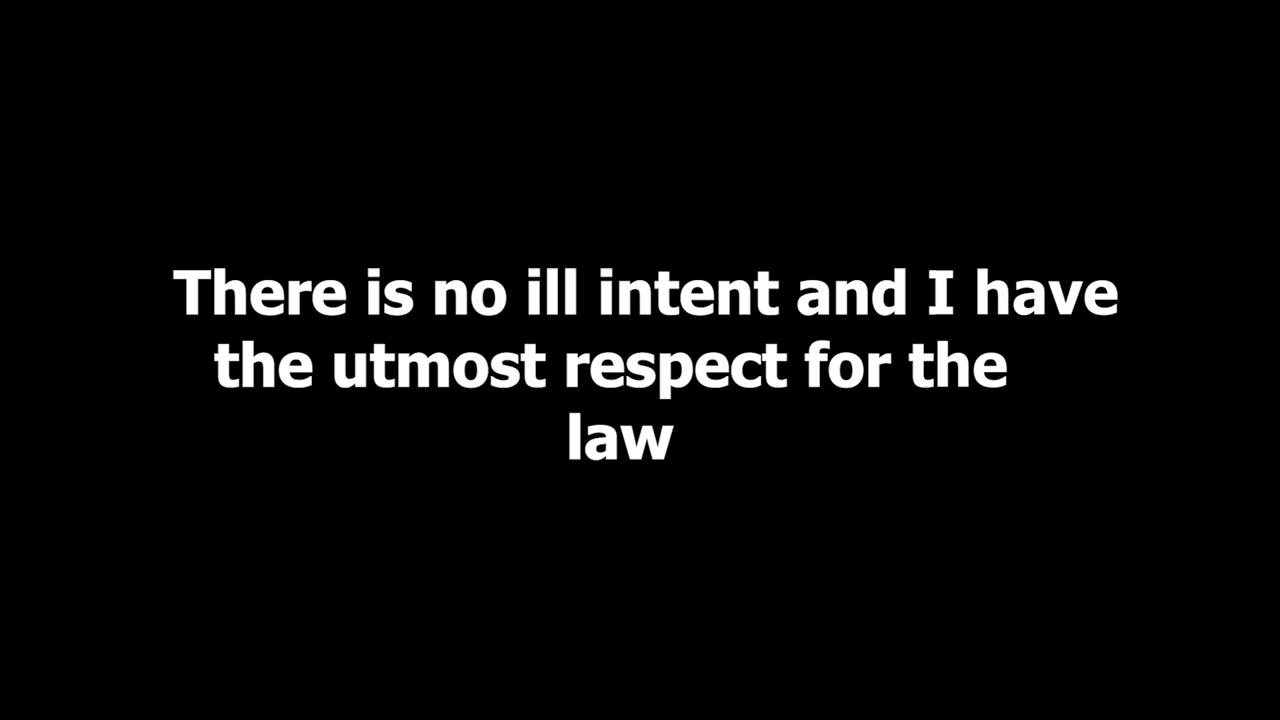 There is no ill intent and I have
the utmost respect for the
law